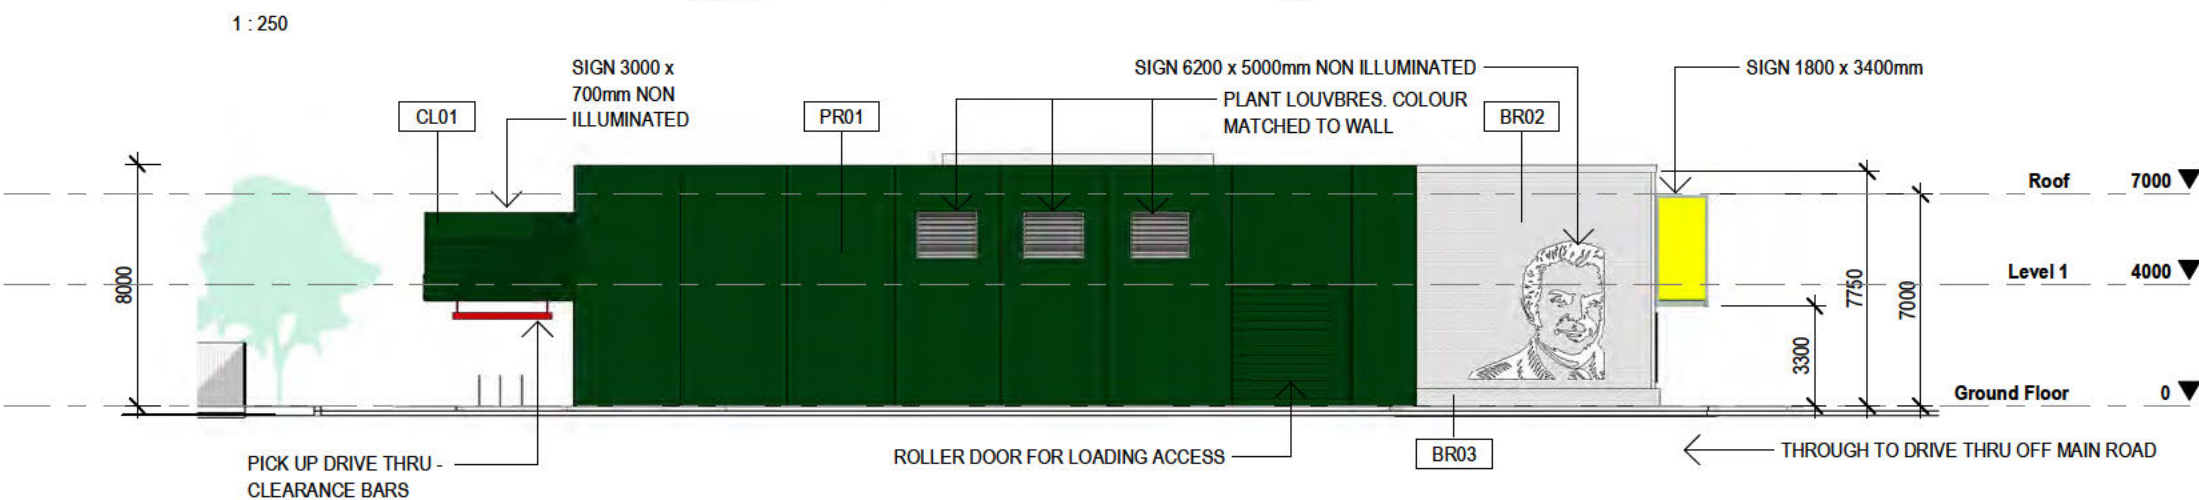 1 : 250
SIGN 3000 x
700mm NON
ILLUMINATED
SIGN 6200 x 5000mm NON ILLUMINATED
SIGN 1800 x 3400mm
PLANT LOUVBRES. COLOUR
MATCHED TO WALL
CL01
PR01
BR02
Roof 7000
Level 1 4000
Ground Floor 0
8000
7750
7000
3300
PICK UP DRIVE THRU -
CLEARANCE BARS
ROLLER DOOR FOR LOADING ACCESS
BR03
THROUGH TO DRIVE THRU OFF MAIN ROAD